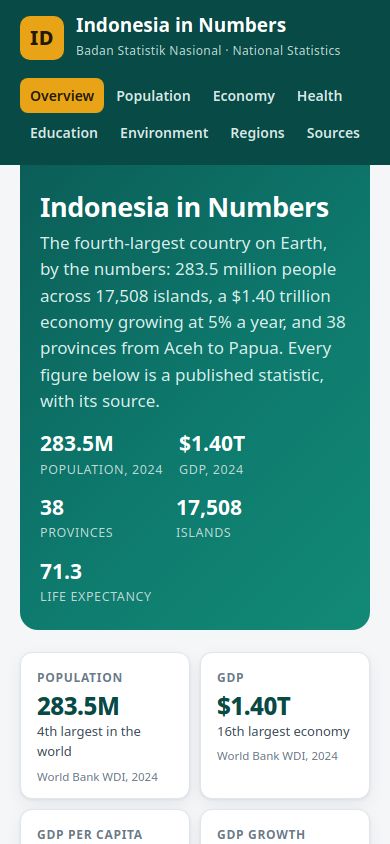 ID
Indonesia in Numbers
Badan Statistik Nasional · National Statistics
Overview Population Economy Health
Education Environment Regions Sources
Indonesia in Numbers
The fourth-largest country on Earth,
by the numbers: 283.5 million people
across 17,508 islands, a $1.40 trillion
economy growing at 5% a year, and 38
provinces from Aceh to Papua. Every
figure below is a published statistic,
with its source.
283.5M $1.40T
POPULATION, 2024 GDP, 2024
38 17,508
PROVINCES ISLANDS
71.3
LIFE EXPECTANCY
POPULATION
283.5M
4th largest in the
world
World Bank WDI, 2024
GDP
$1.40T
16th largest economy
World Bank WDI, 2024
GDP PER CAPITA
GDP GROWTH